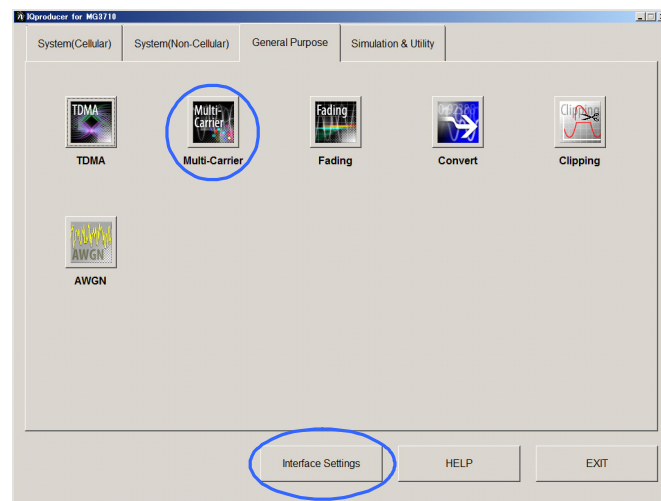 IQproducer for MG3710
System(Cellular) System(Non-Cellular) General Purpose Simulation & Utility
TDMA Multi-Carrier Fading Clipping
TDMA Multi-Carrier Fading Convert Clipping
AWGN
AWGN
Interface Settings HELP EXIT